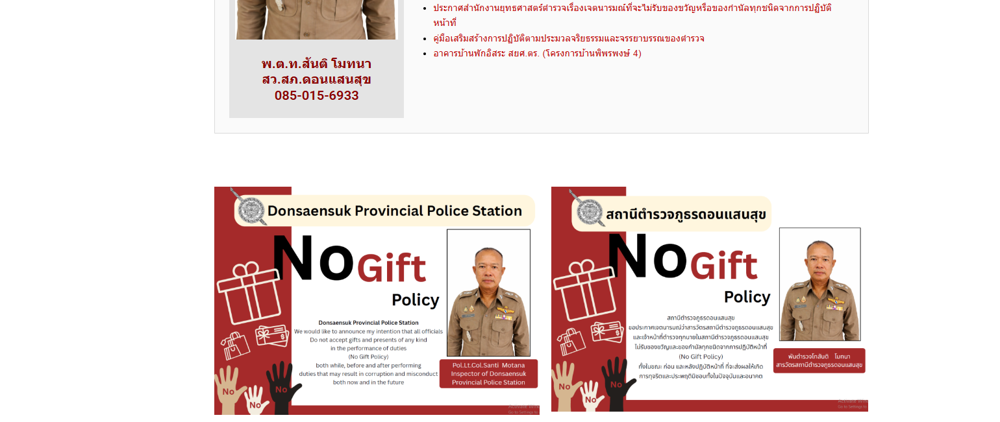 ประกาศสำนักงานยุทธศาสตร์ตำรวจเรื่องเจตนารมณ์ที่จะไม่รับของขวัญหรือของกำนัลทุกชนิดจากการปฏิบัติ
หน้าที่
คู่มือเสริมสร้างการปฏิบัติตามประมวลจริยธรรมและจรรยาบรรณของตำรวจ
อาคารบ้านพักอิสระ สยศ.ตร. (โครงการบ้านพิพรพงษ์ 4)
พ.ต.ท.สันติ โมทนา
สว.สภ.ดอนแสนสุข
085-015-6933
Donsaensuk Provincial Police Station
No Gift
Policy
Donsaensuk Provincial Police Station
We would like to announce my intention that all officials
Do not accept gifts and presents of any kind
in the performance of duties
(No Gift Policy)
both while, before and after performing
duties that may result in corruption and misconduct
both now and in the future
Pol.Lt.Col.Santi Motana
Inspector of Donsaensuk
Provincial Police Station
No
No
No
Activate Win
Go to Settings to
สถานีตำรวจภูธรดอนแสนสุข
No Gift
Policy
สถานีตำรวจภูธรดอนแสนสุข
ขอประกาศเจตนารมณ์ว่าสารวัตรสถานีตำรวจภูธรดอนแสนสุข
และเจ้าหน้าที่ตำรวจทุกนายในสถานีตำรวจภูธรดอนแสนสุข
ไม่รับของขวัญและของกำนัลทุกชนิดจากการปฏิบัติหน้าที่
(No Gift Policy)
ทั้งในขณะ ก่อน และหลังปฏิบัติหน้าที่ ที่จะส่งผลให้เกิด
การทุจริตและประพฤติมิชอบทั้งในปัจจุบันและอนาคต
พันตำรวจโทสันติ โมทนา
สารวัตรสถานีตำรวจภูธรดอนแสนสุข
No
No
No
Activate Win
Go to Settings to